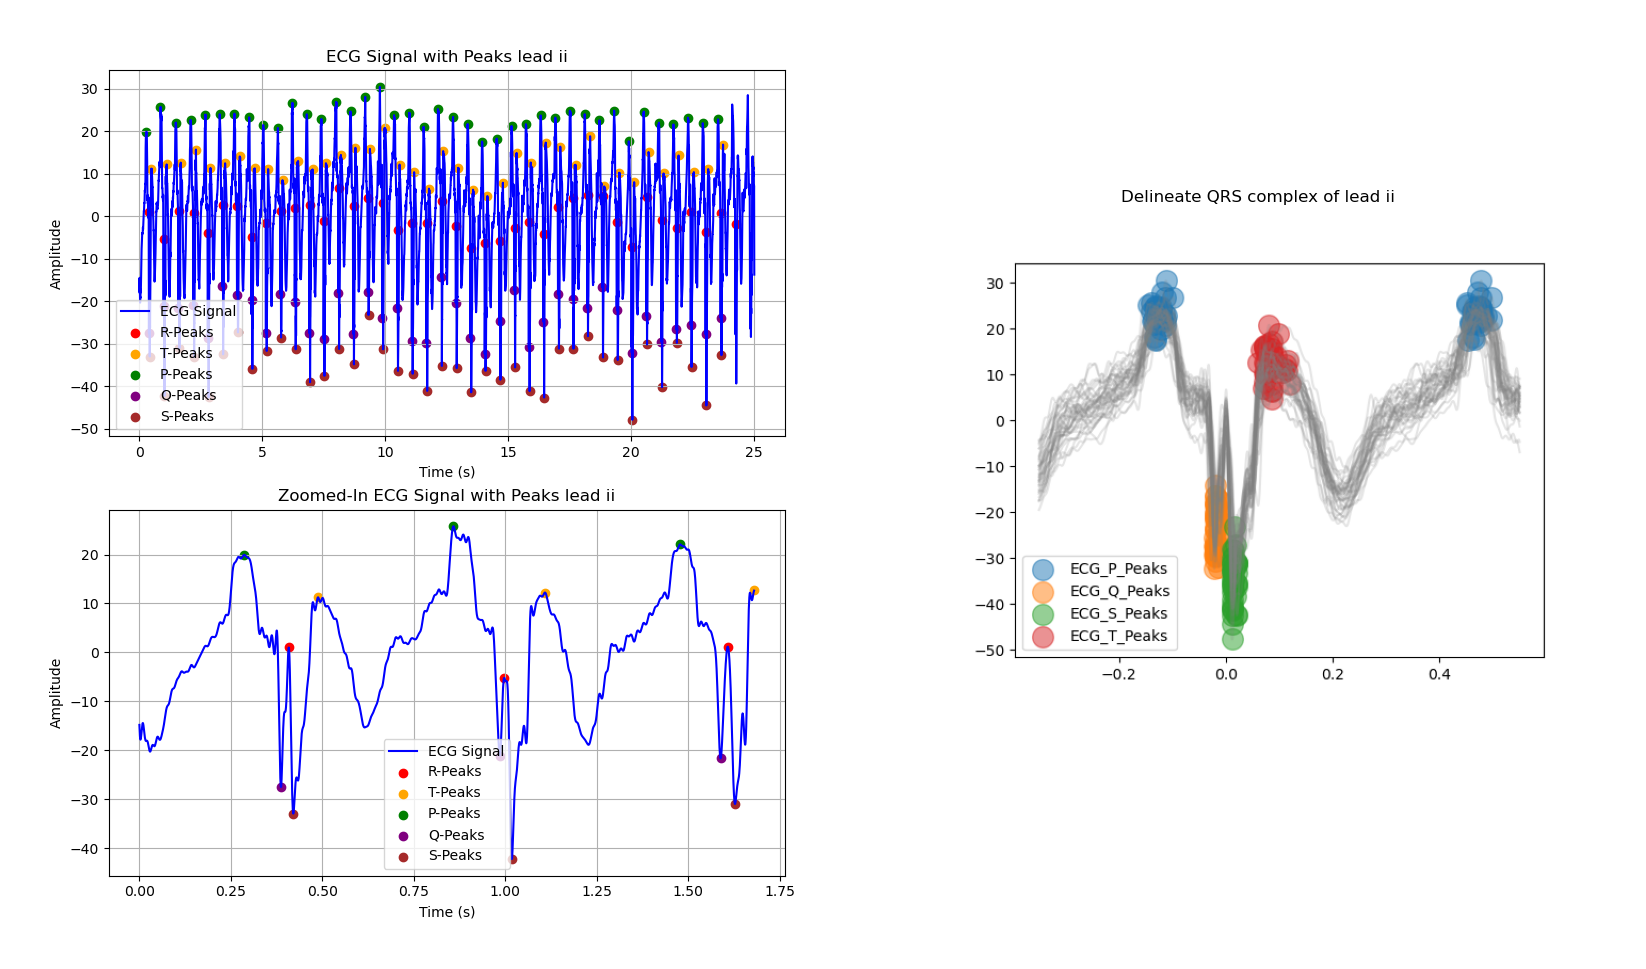 ECG Signal with Peaks lead ii
Amplitude
30
20
10
0
−10
−20
−30
−40
−50
ECG Signal
R-Peaks
T-Peaks
P-Peaks
Q-Peaks
S-Peaks
0 5 10 15 20 25
Time (s)
Zoomed-In ECG Signal with Peaks lead ii
Amplitude
20
10
0
−10
−20
−30
−40
ECG Signal
R-Peaks
T-Peaks
P-Peaks
Q-Peaks
S-Peaks
0.00 0.25 0.50 0.75 1.00 1.25 1.50 1.75
Time (s)
Delineate QRS complex of lead ii
30
20
10
0
−10
−20
−30
−40
−50
ECG_P_Peaks
ECG_Q_Peaks
ECG_S_Peaks
ECG_T_Peaks
−0.2 0.0 0.2 0.4